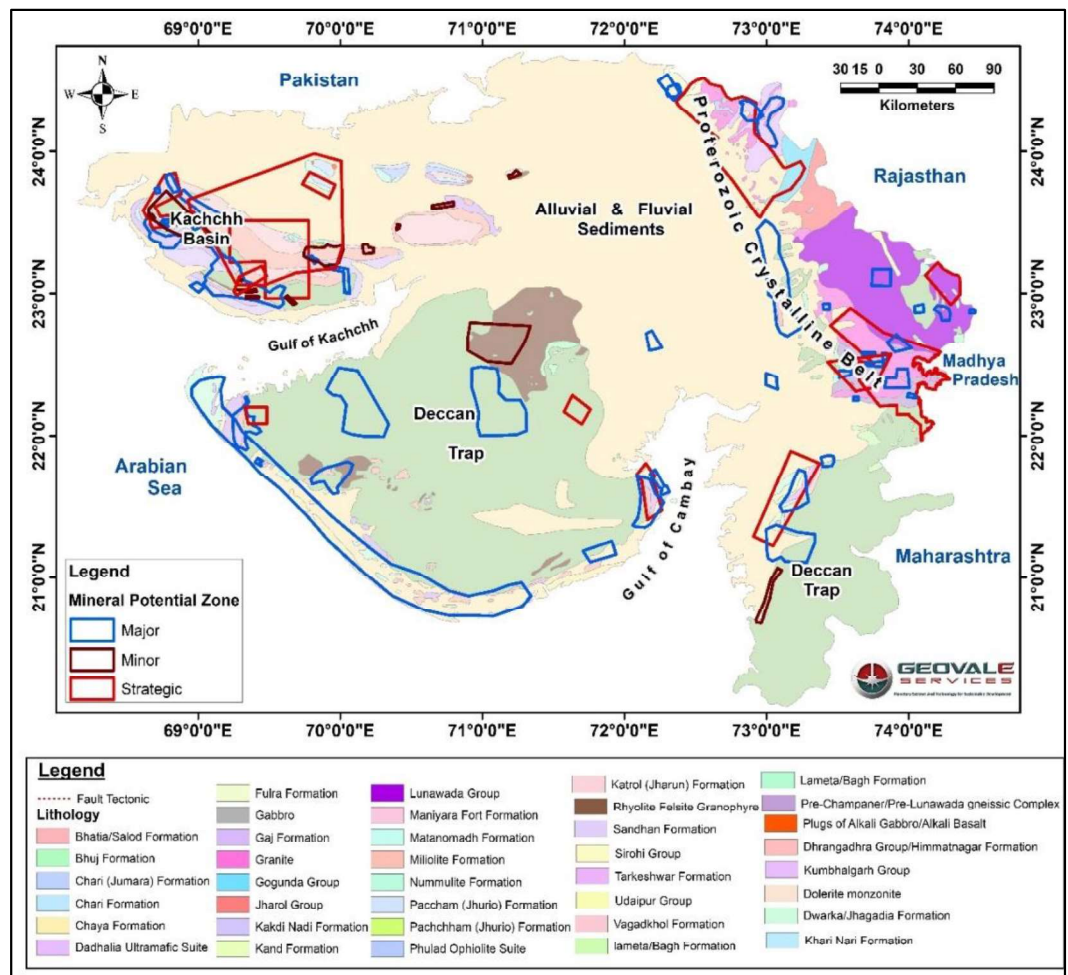 69°0'0"E 70°0'0"E 71°0'0"E 72°0'0"E 73°0'0"E 74°0'0"E
N
W E
S
Pakistan
30 15 0 30 60 90
Kilometers
24°0'0"N
23°0'0"N
22°0'0"N
21°0'0"N
24°0'0"N
23°0'0"N
22°0'0"N
21°0'0"N
Proterozoic Crystalline Belt
Rajasthan
Kachchh
Basin
Alluvial & Fluvial
Sediments
Gulf of Kachchh
Madhya
Pradesh
Deccan
Trap
Arabian
Sea
Gulf of Cambay
Maharashtra
Deccan
Trap
Legend
Mineral Potential Zone
Major
Minor
Strategic
GEOVALE
SERVICES
69°0'0"E 70°0'0"E 71°0'0"E 72°0'0"E 73°0'0"E 74°0'0"E
Legend
Fault Tectonic
Lithology
Bhatia/Salod Formation
Bhuj Formation
Chari (Jumara) Formation
Chari Formation
Chaya Formation
Dadhalia Ultramafic Suite
Fulra Formation
Gabbro
Gaj Formation
Granite
Gogunda Group
Jharol Group
Kakdi Nadi Formation
Kand Formation
Lunawada Group
Maniyara Fort Formation
Matanomadh Formation
Miliolite Formation
Nummulite Formation
Paccham (Jhurio) Formation
Pachchham (Jhurio) Formation
Phulad Ophiolite Suite
Katrol (Jharun) Formation
Rhyolite Felsite Granophyre
Sandhan Formation
Sirohi Group
Tarkeshwar Formation
Udaipur Group
Vagadkhol Formation
lameta/Bagh Formation
Lameta/Bagh Formation
Pre-Champaner/Pre-Lunawada gneissic Complex
Plugs of Alkali Gabbro/Alkali Basalt
Dhrangadhra Group/Himmatnagar Formation
Kumbhalgarh Group
Dolerite monzonite
Dwarka/Jhagadia Formation
Khari Nari Formation